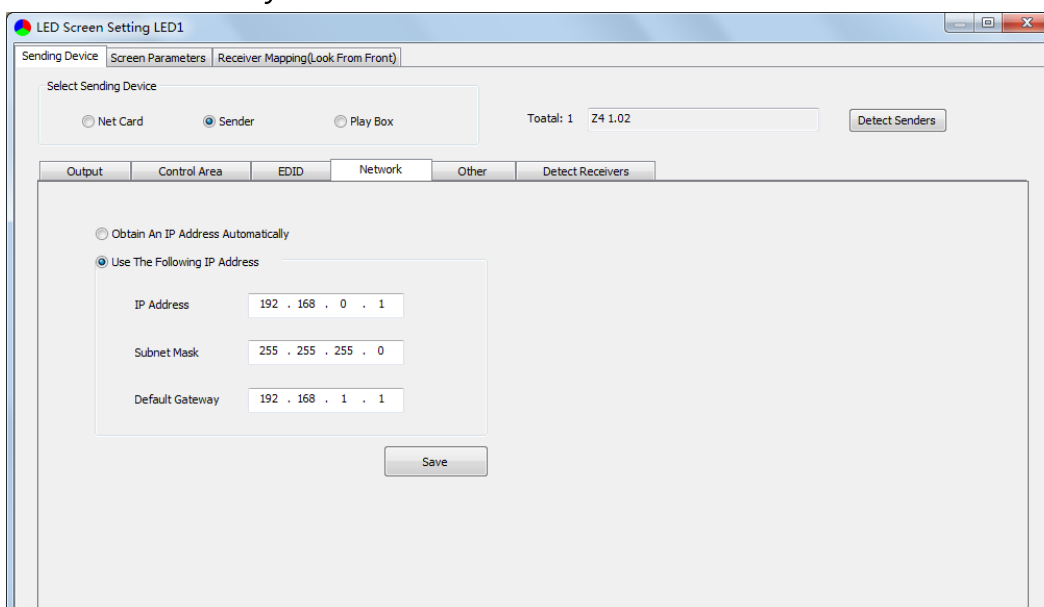 LED Screen Setting LED1
Sending Device Screen Parameters Receiver Mapping(Look From Front)
Select Sending Device
Net Card Sender Play Box Toatal: 1 Z4 1.02 Detect Senders
Output Control Area EDID Network Other Detect Receivers
Obtain An IP Address Automatically
Use The Following IP Address
IP Address 192 . 168 . 0 . 1
Subnet Mask 255 . 255 . 255 . 0
Default Gateway 192 . 168 . 1 . 1
Save